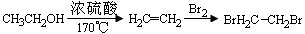 CH₃CH₂OH 浓硫酸 170℃ H₂C=CH₂ Br₂ BrH₂C-CH₂Br